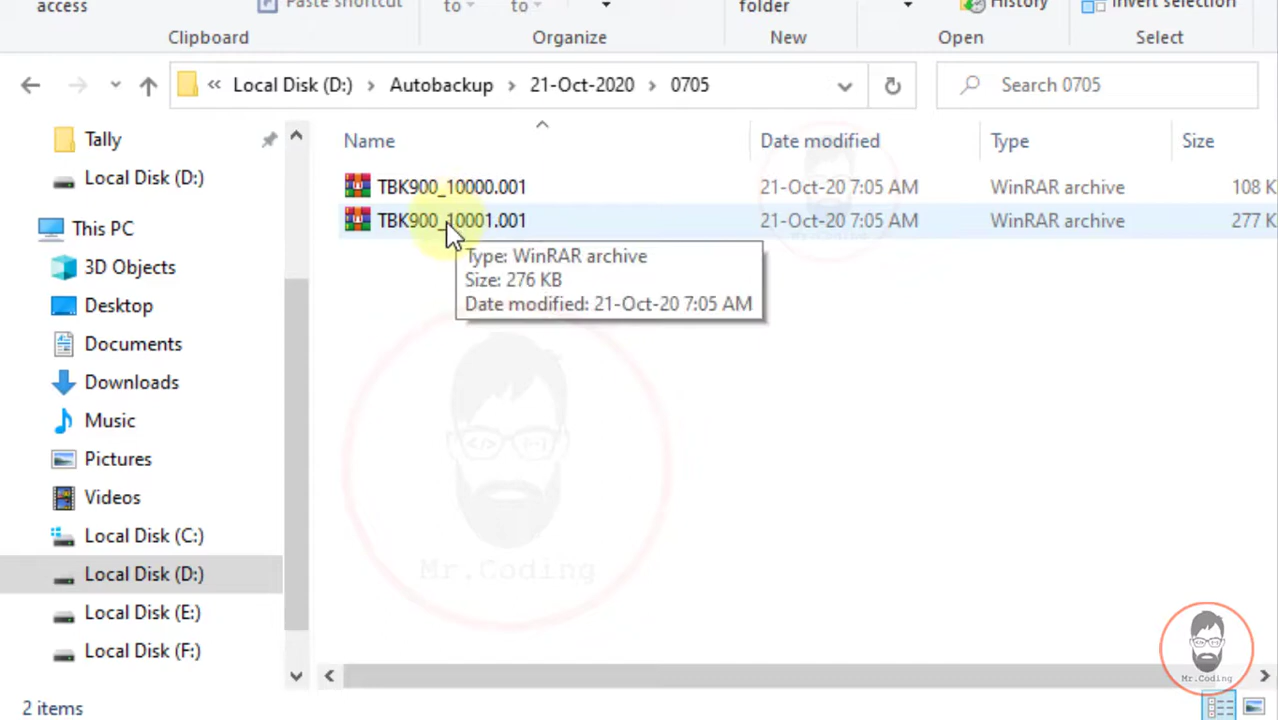 access
Paste shortcut
to
to
folder
History
Invert selection
Clipboard
Organize
New
Open
Select
« Local Disk (D:) › Autobackup › 21-Oct-2020 › 0705
Search 0705
Name
Date modified
Type
Size
TBK900_10000.001
21-Oct-20 7:05 AM
WinRAR archive
108 K
TBK900_10001.001
21-Oct-20 7:05 AM
WinRAR archive
277 K
Type: WinRAR archive
Size: 276 KB
Date modified: 21-Oct-20 7:05 AM
Tally
Local Disk (D:)
This PC
3D Objects
Desktop
Documents
Downloads
Music
Pictures
Videos
Local Disk (C:)
Local Disk (D:)
Local Disk (E:)
Local Disk (F:)
Mr.Coding
Mr.Coding
2 items